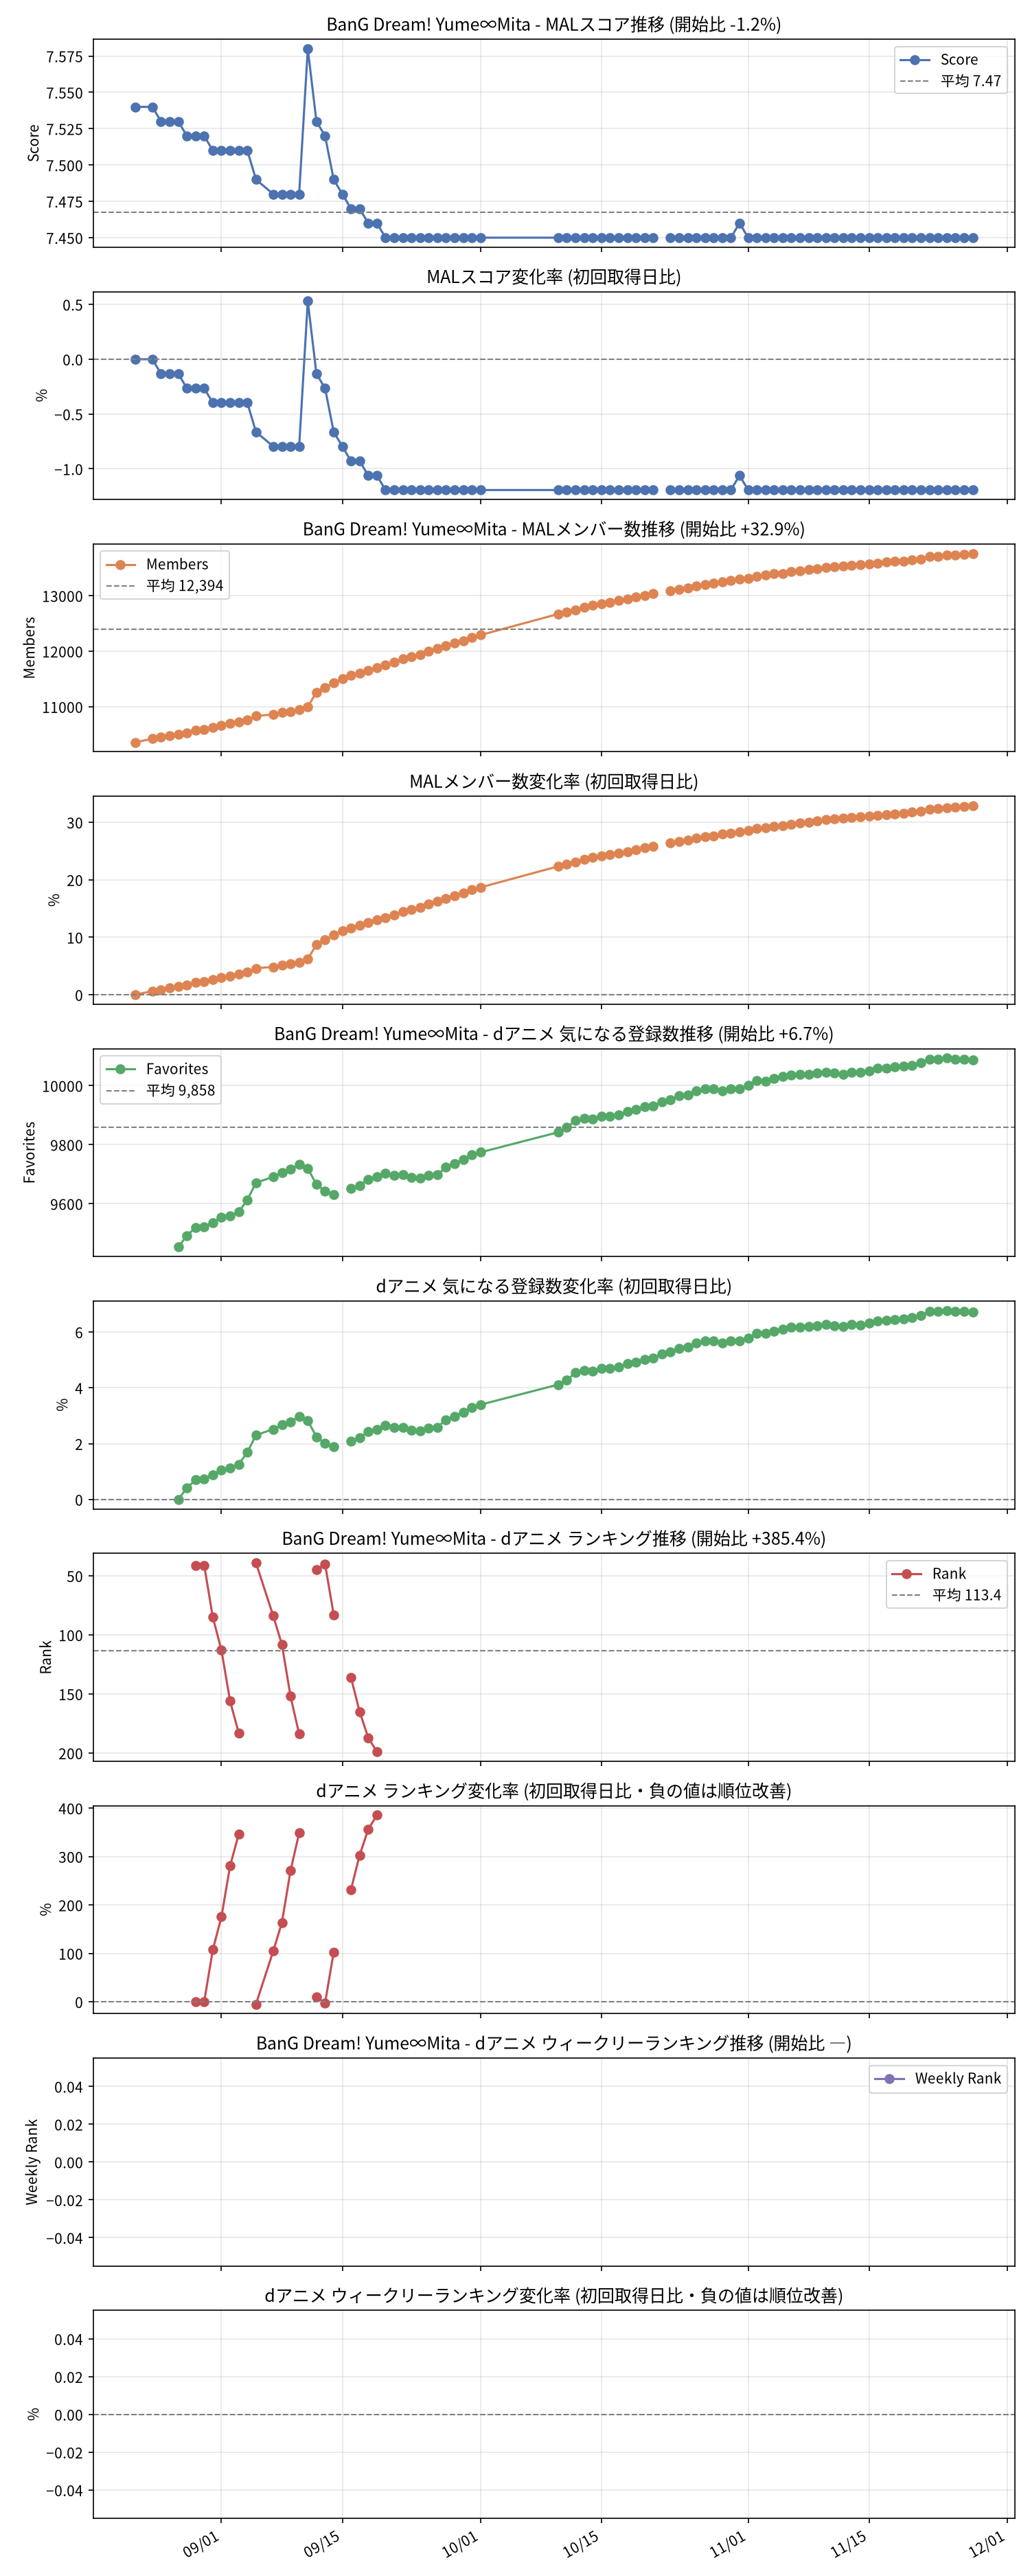 BanG Dream! Yume∞Mita - MALスコア推移 (開始比 -1.2%)
Score
7.575
7.550
7.525
7.500
7.475
7.450
Score
平均 7.47
MALスコア変化率 (初回取得日比)
%
0.5
0.0
−0.5
−1.0
BanG Dream! Yume∞Mita - MALメンバー数推移 (開始比 +32.9%)
Members
13000
12000
11000
Members
平均 12,394
MALメンバー数変化率 (初回取得日比)
%
30
20
10
0
BanG Dream! Yume∞Mita - dアニメ 気になる登録数推移 (開始比 +6.7%)
Favorites
10000
9800
9600
Favorites
平均 9,858
dアニメ 気になる登録数変化率 (初回取得日比)
%
6
4
2
0
BanG Dream! Yume∞Mita - dアニメ ランキング推移 (開始比 +385.4%)
Rank
50
100
150
200
Rank
平均 113.4
dアニメ ランキング変化率 (初回取得日比・負の値は順位改善)
%
400
300
200
100
0
BanG Dream! Yume∞Mita - dアニメ ウィークリーランキング推移 (開始比 —)
Weekly Rank
0.04
0.02
0.00
−0.02
−0.04
Weekly Rank
dアニメ ウィークリーランキング変化率 (初回取得日比・負の値は順位改善)
%
0.04
0.02
0.00
−0.02
−0.04
09/01
09/15
10/01
10/15
11/01
11/15
12/01